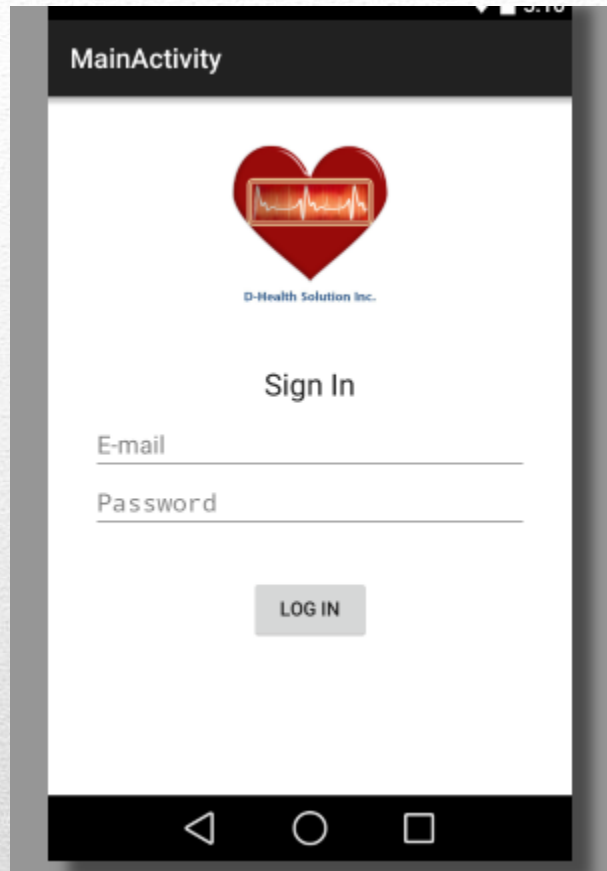 MainActivity
D-Health Solution Inc.
Sign In
E-mail
Password
LOG IN